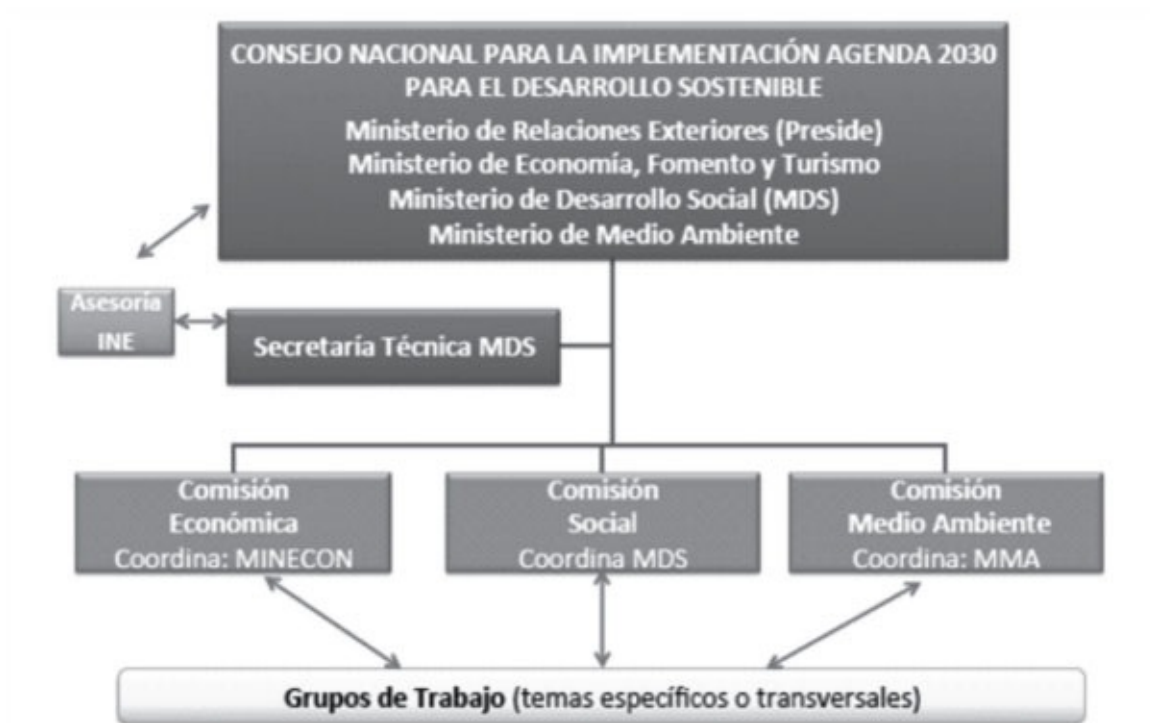 CONSEJO NACIONAL PARA LA IMPLEMENTACIÓN AGENDA 2030
PARA EL DESARROLLO SOSTENIBLE
Ministerio de Relaciones Exteriores (Preside)
Ministerio de Economía, Fomento y Turismo
Ministerio de Desarrollo Social (MDS)
Ministerio de Medio Ambiente
Asesoría
INE
Secretaría Técnica MDS
Comisión
Económica
Coordina: MINECON
Comisión
Social
Coordina MDS
Comisión
Medio Ambiente
Coordina: MMA
Grupos de Trabajo (temas específicos o transversales)